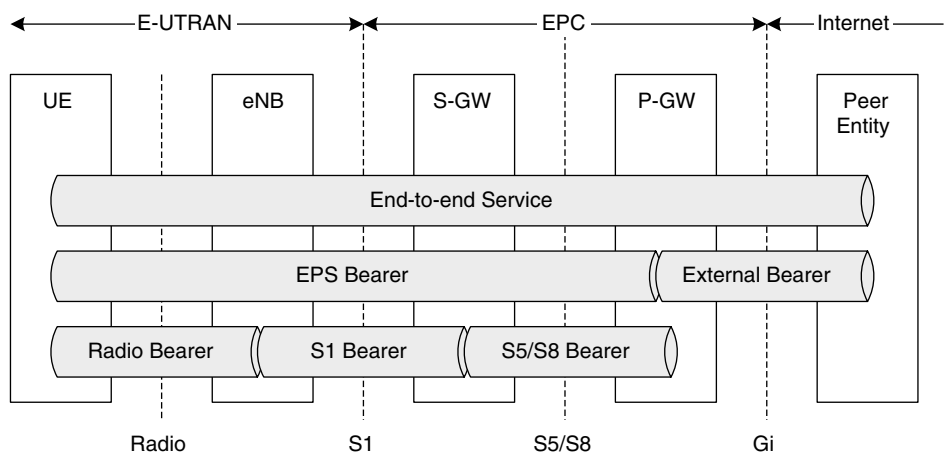 E-UTRAN EPC Internet
UE eNB S-GW P-GW Peer
Entity
End-to-end Service
EPS Bearer External Bearer
Radio Bearer S1 Bearer S5/S8 Bearer
Radio S1 S5/S8 Gi